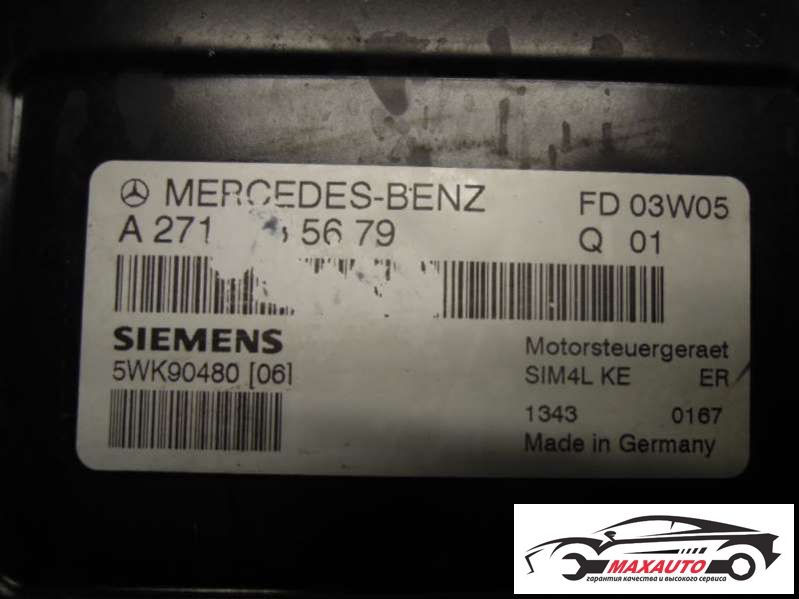 MERCEDES-BENZ FD 03W05
A 271 5 56 79 Q 01
SIEMENS Motorsteuergeraet
5WK90480 [06] SIM4L KE ER
1343 0167
Made in Germany
MAXAUTO
гарантия качества и высокого сервиса